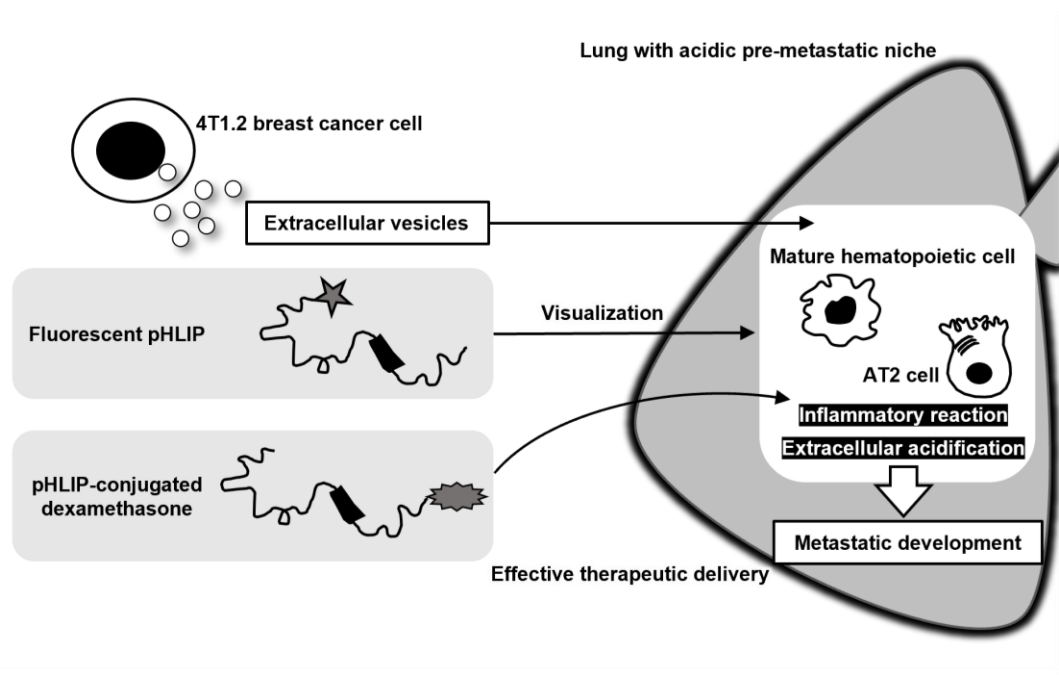 Lung with acidic pre-metastatic niche
4T1.2 breast cancer cell
Extracellular vesicles
Mature hematopoietic cell
Fluorescent pHLIP
Visualization
AT2 cell
Inflammatory reaction
Extracellular acidification
pHLIP-conjugated
dexamethasone
Metastatic development
Effective therapeutic delivery